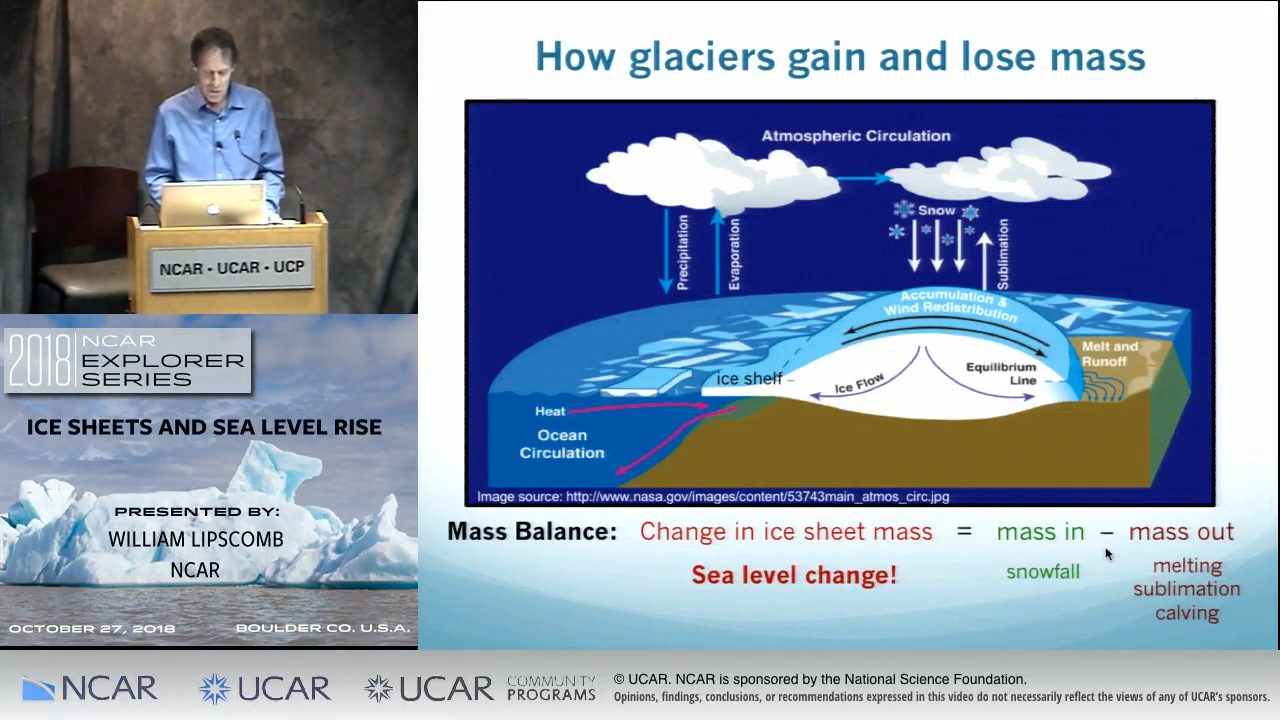 How glaciers gain and lose mass
Atmospheric Circulation
Precipitation
Evaporation
Snow
Sublimation
Accumulation &
Wind Redistribution
Melt and
Runoff
Equilibrium
Line
ice shelf
Ice Flow
Heat
Ocean
Circulation
Image source: http://www.nasa.gov/images/content/53743main_atmos_circ.jpg
Mass Balance: Change in ice sheet mass = mass in – mass out
Sea level change!
snowfall
melting
sublimation
calving
NCAR • UCAR • UCP
2018 NCAR
EXPLORER
SERIES
ICE SHEETS AND SEA LEVEL RISE
PRESENTED BY:
WILLIAM LIPSCOMB
NCAR
OCTOBER 27, 2018 BOULDER CO. U.S.A.
NCAR
UCAR
UCAR COMMUNITY
PROGRAMS
© UCAR. NCAR is sponsored by the National Science Foundation.
Opinions, findings, conclusions, or recommendations expressed in this video do not necessarily reflect the views of any of UCAR's sponsors.